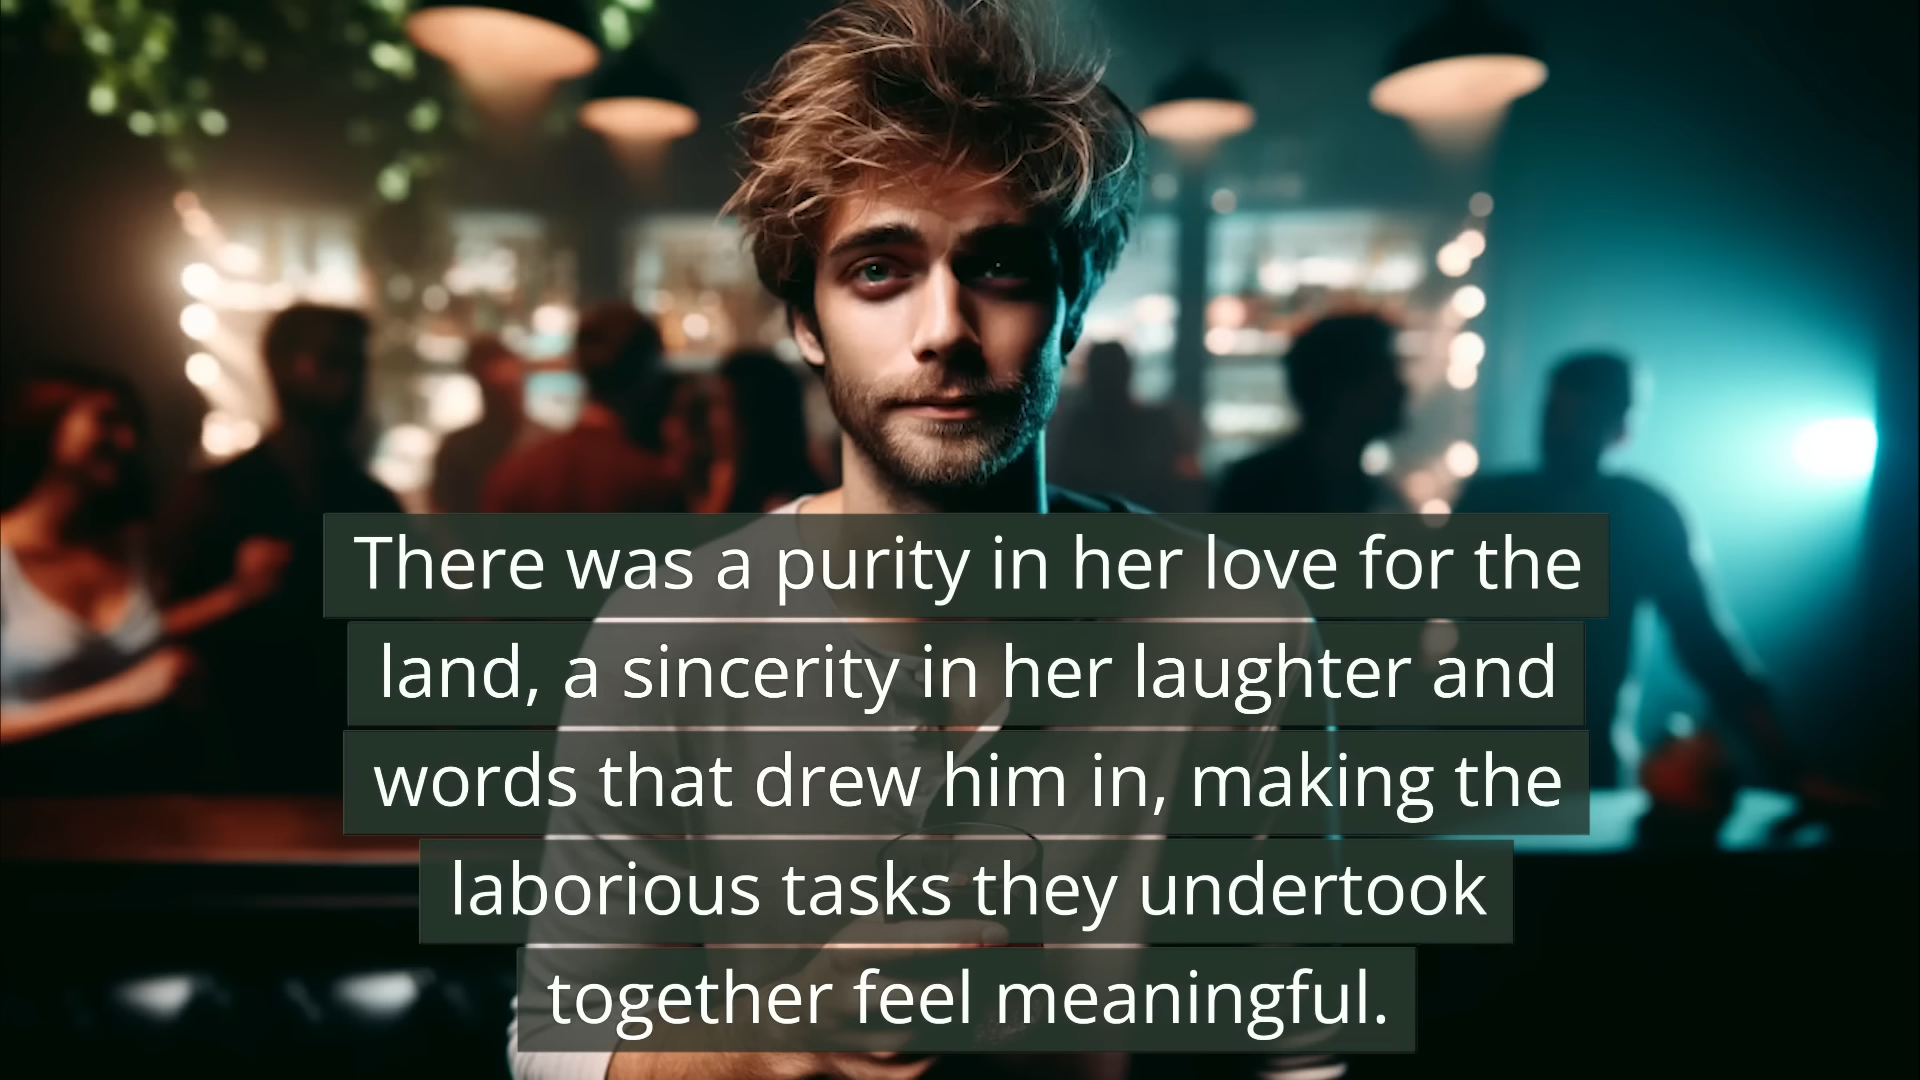 There was a purity in her love for the
land, a sincerity in her laughter and
words that drew him in, making the
laborious tasks they undertook
together feel meaningful.